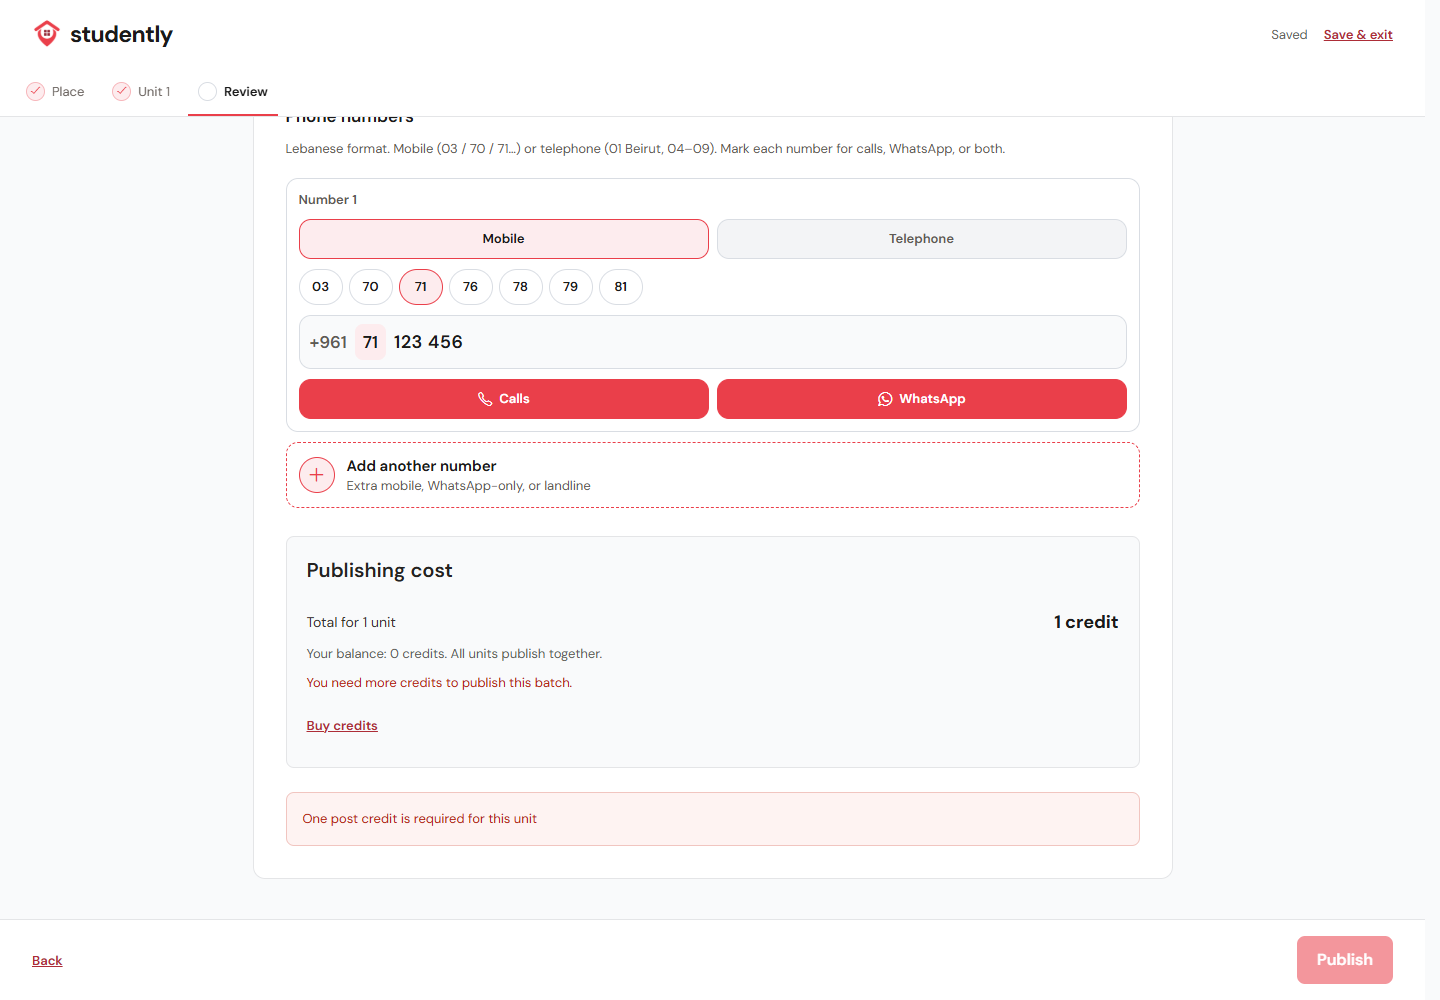 studently
Saved
Save & exit
Place
Unit 1
Review
Phone numbers
Lebanese format. Mobile (03 / 70 / 71…) or telephone (01 Beirut, 04–09). Mark each number for calls, WhatsApp, or both.
Number 1
Mobile
Telephone
03
70
71
76
78
79
81
+961 71 123 456
Calls
WhatsApp
Add another number
Extra mobile, WhatsApp-only, or landline
Publishing cost
Total for 1 unit
1 credit
Your balance: 0 credits. All units publish together.
You need more credits to publish this batch.
Buy credits
One post credit is required for this unit
Back
Publish